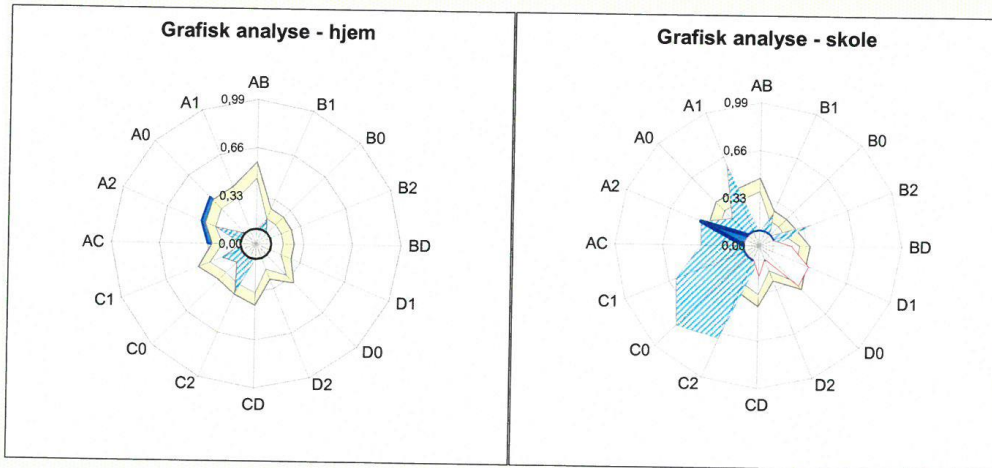 Grafisk analyse - hjem
AB
0,99
A1
B1
A0
B0
0,66
A2
B2
0,33
AC
0,00
BD
C1
D1
C0
D0
C2
D2
CD
Grafisk analyse - skole
AB
0,99
A1
B1
A0
B0
0,66
A2
B2
0,33
AC
0,00
BD
C1
D1
C0
D0
C2
D2
CD